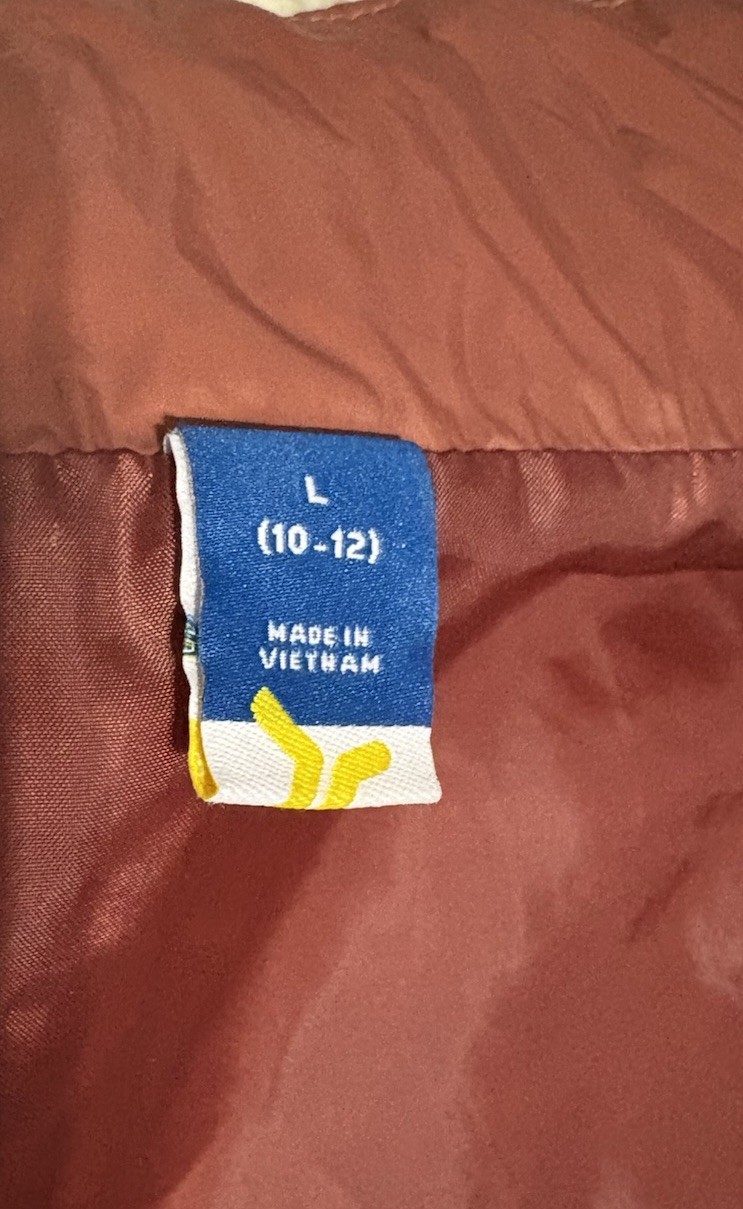 L
(10-12)
MADE IN
VIETNAM